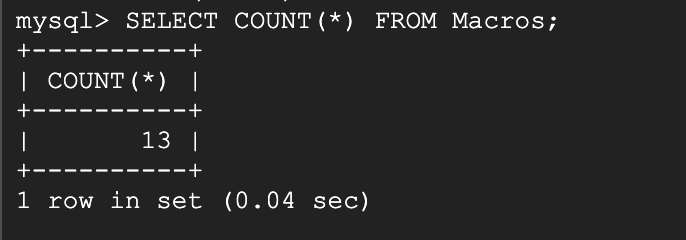 mysql> SELECT COUNT(*) FROM Macros;
+----------+
| COUNT(*) |
+----------+
|       13 |
+----------+
1 row in set (0.04 sec)